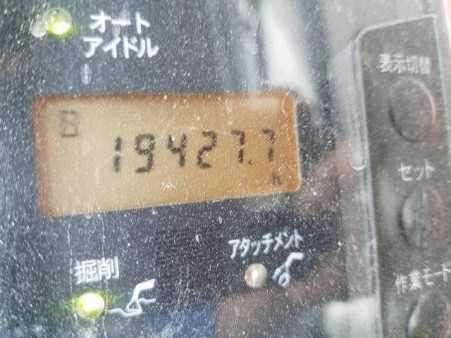 オート
アイドル
表示切替
19427.7
h
セット
アタッチメント
掘削
作業モード